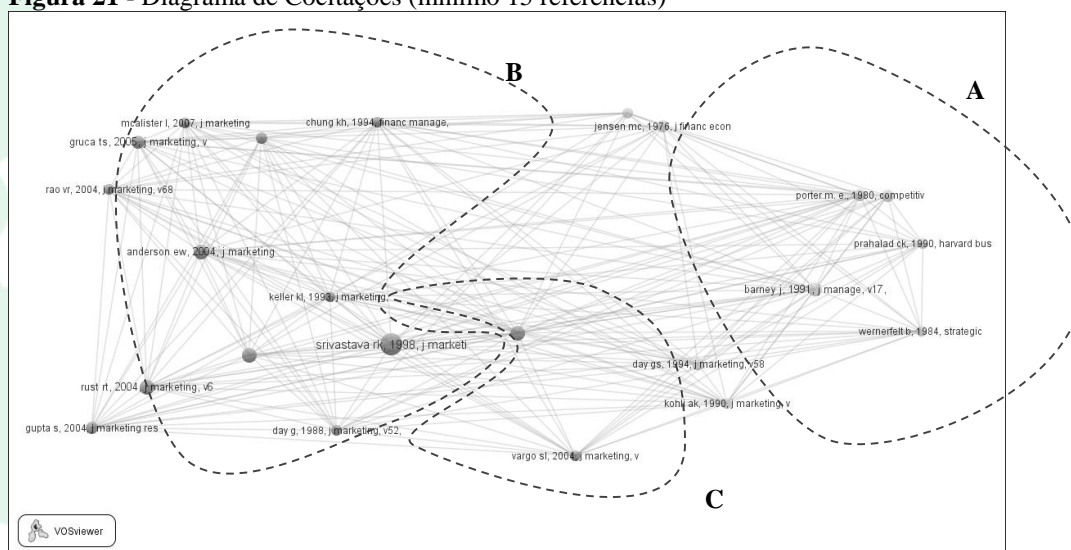 Figura 21 - Diagrama de Cocitações (mínimo 15 referências)
B
A
mcalister l, 2007, j marketing
chung kh, 1994, financ manage,
jensen mc, 1976, j financ econ
gruca ts, 2005, j marketing, v
rao vr, 2004, j marketing, v68
porter m. e., 1980, competitiv
prahalad ck, 1990, harvard bus
anderson ew, 2004, j marketing
keller kl, 1993, j marketing,
barney j, 1991, j manage, v17,
srivastava rk, 1998, j marketi
wernerfelt b, 1984, strategic
day gs, 1994, j marketing, v58
rust rt, 2004, j marketing, v6
kohli ak, 1990, j marketing, v
gupta s, 2004, j marketing res
day g, 1988, j marketing, v52,
vargo sl, 2004, j marketing, v
C
VOSviewer